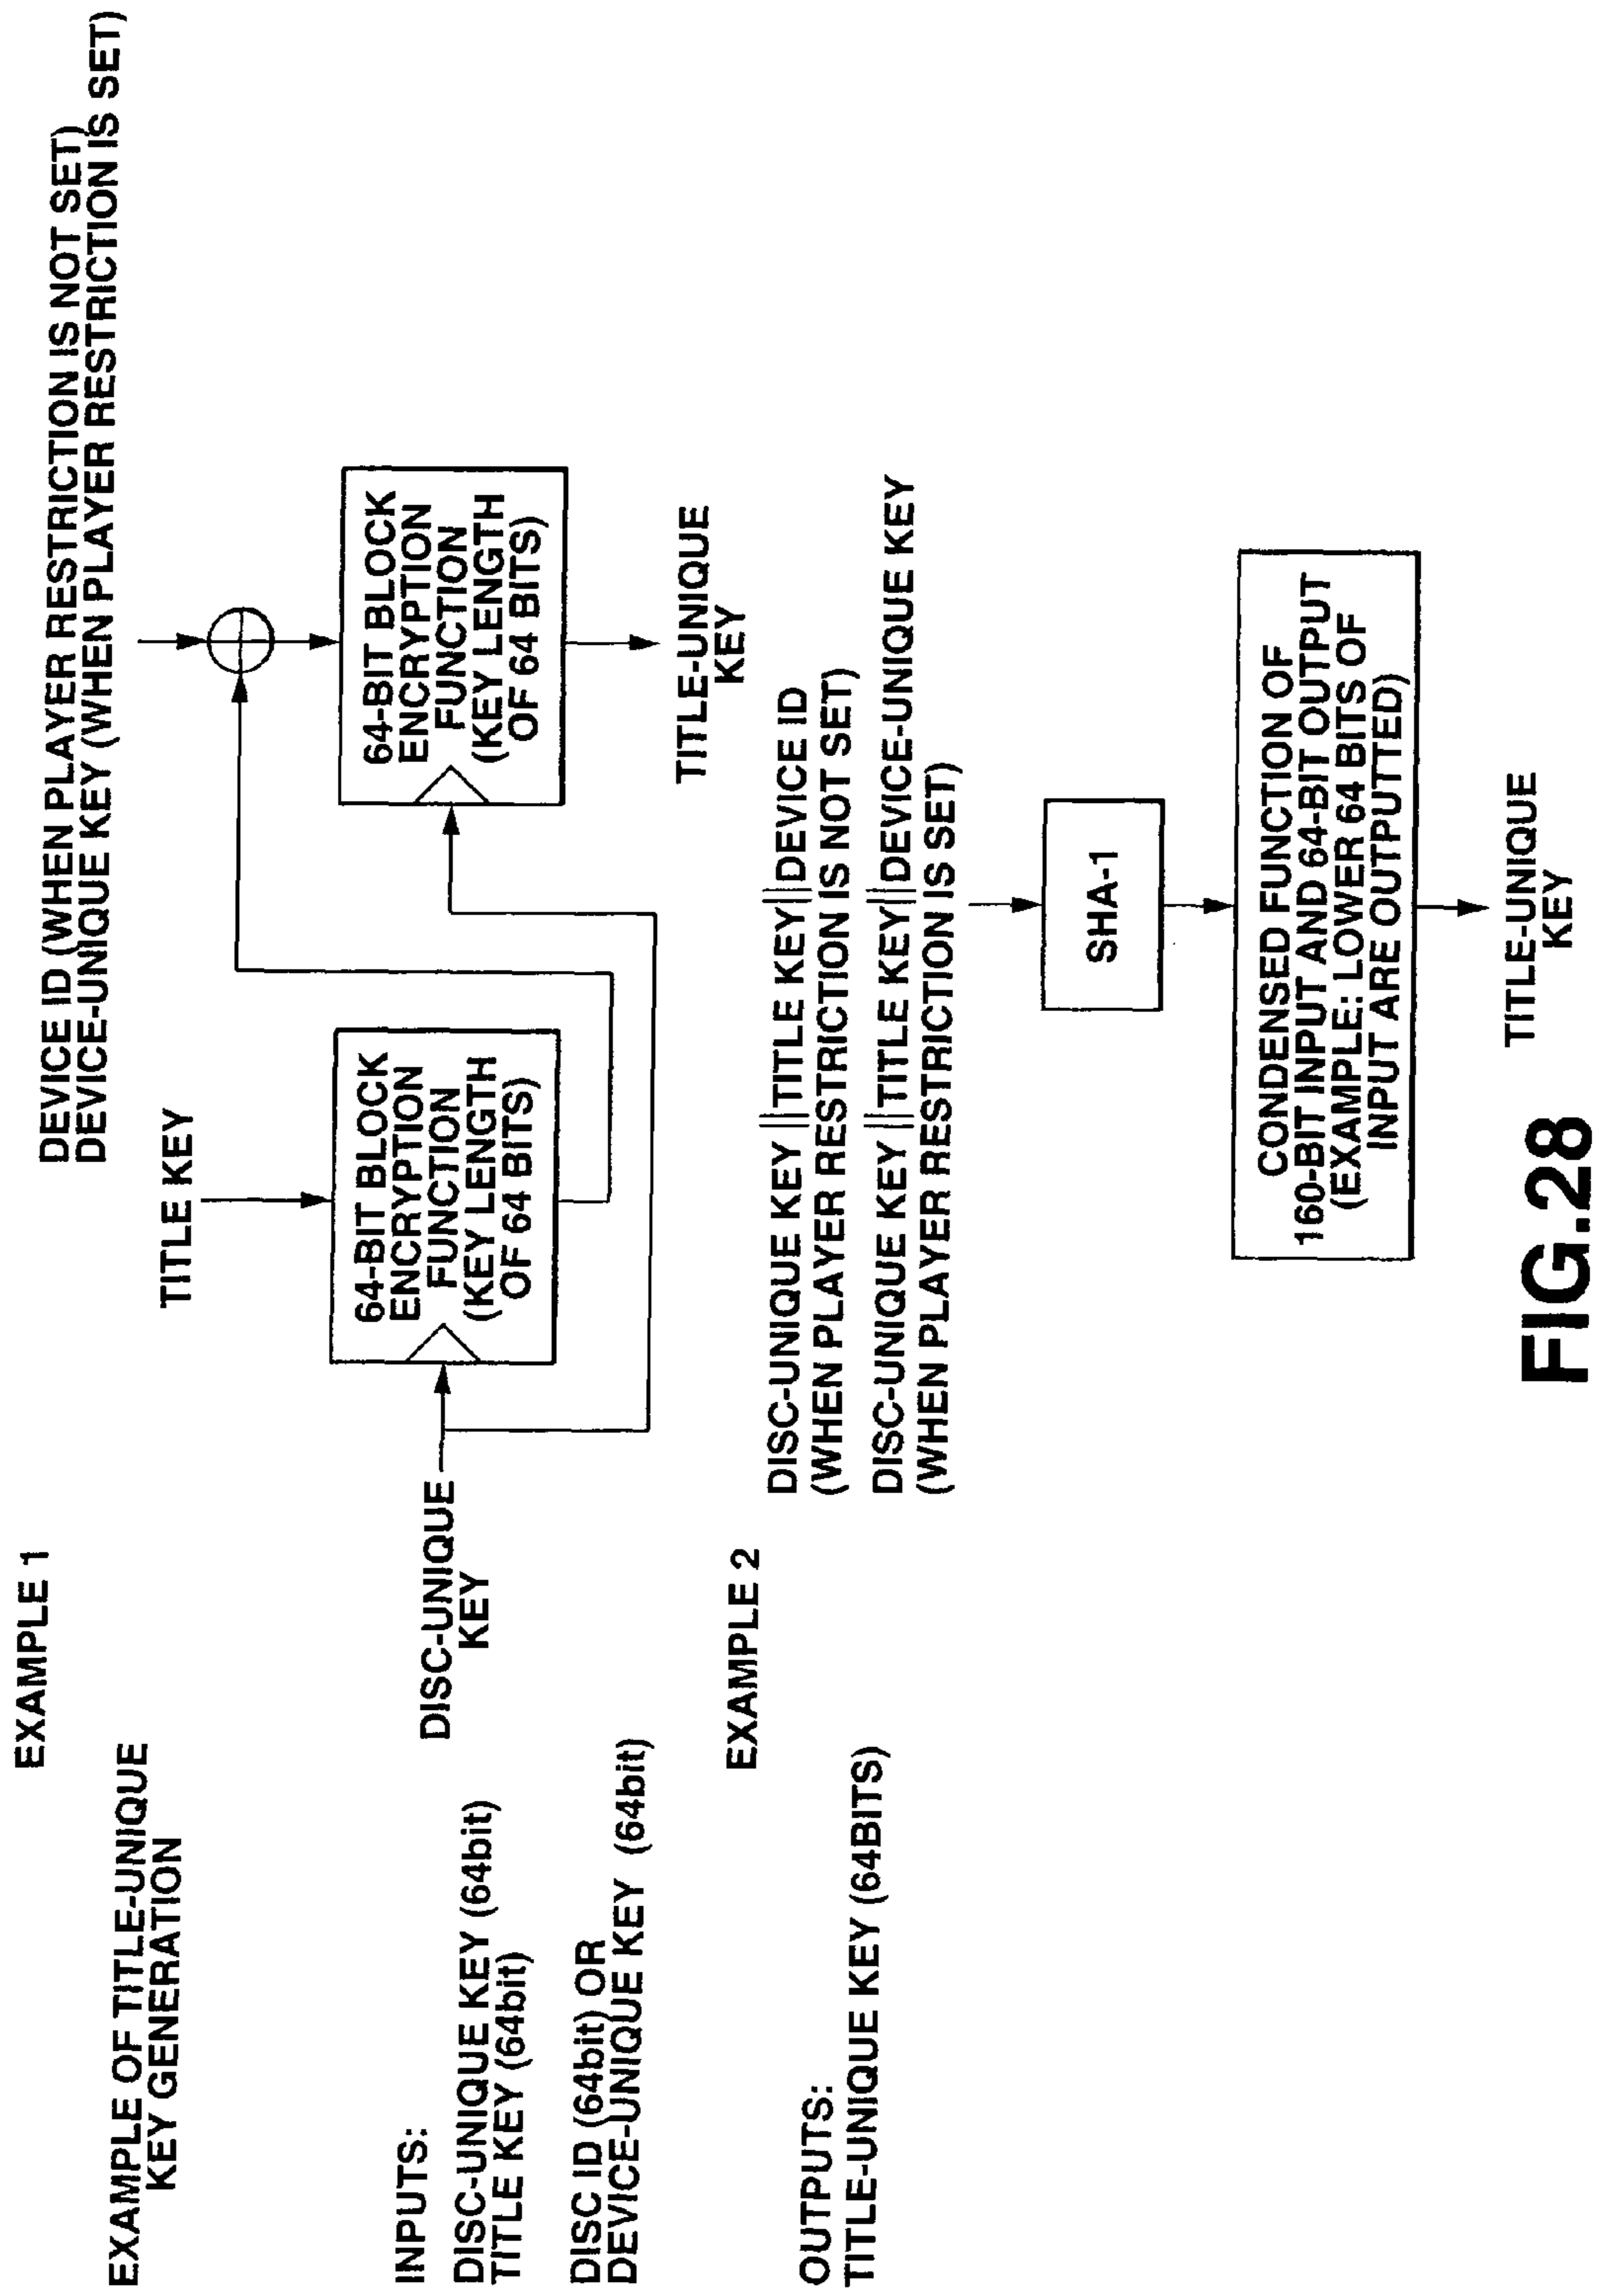 EXAMPLE OF TITLE-UNIQUE
KEY GENERATION
INPUTS:
DISC-UNIQUE KEY (64bit)
TITLE KEY (64bit)
DISC ID (64bit) OR
DEVICE-UNIQUE KEY (64bit)
OUTPUTS:
TITLE-UNIQUE KEY (64BITS)
EXAMPLE 1
DEVICE ID (WHEN PLAYER RESTRICTION IS NOT SET)
DEVICE-UNIQUE KEY (WHEN PLAYER RESTRICTION IS SET)
TITLE KEY
DISC-UNIQUE
KEY
64-BIT BLOCK
ENCRYPTION
FUNCTION
(KEY LENGTH
OF 64 BITS)
64-BIT BLOCK
ENCRYPTION
FUNCTION
(KEY LENGTH
OF 64 BITS)
TITLE-UNIQUE
KEY
EXAMPLE 2
DISC-UNIQUE KEY || TITLE KEY || DEVICE ID
(WHEN PLAYER RESTRICTION IS NOT SET)
DISC-UNIQUE KEY || TITLE KEY || DEVICE-UNIQUE KEY
(WHEN PLAYER RESTRICTION IS SET)
SHA-1
CONDENSED FUNCTION OF
160-BIT INPUT AND 64-BIT OUTPUT
(EXAMPLE: LOWER 64 BITS OF
INPUT ARE OUTPUTTED)
TITLE-UNIQUE
KEY
FIG.28